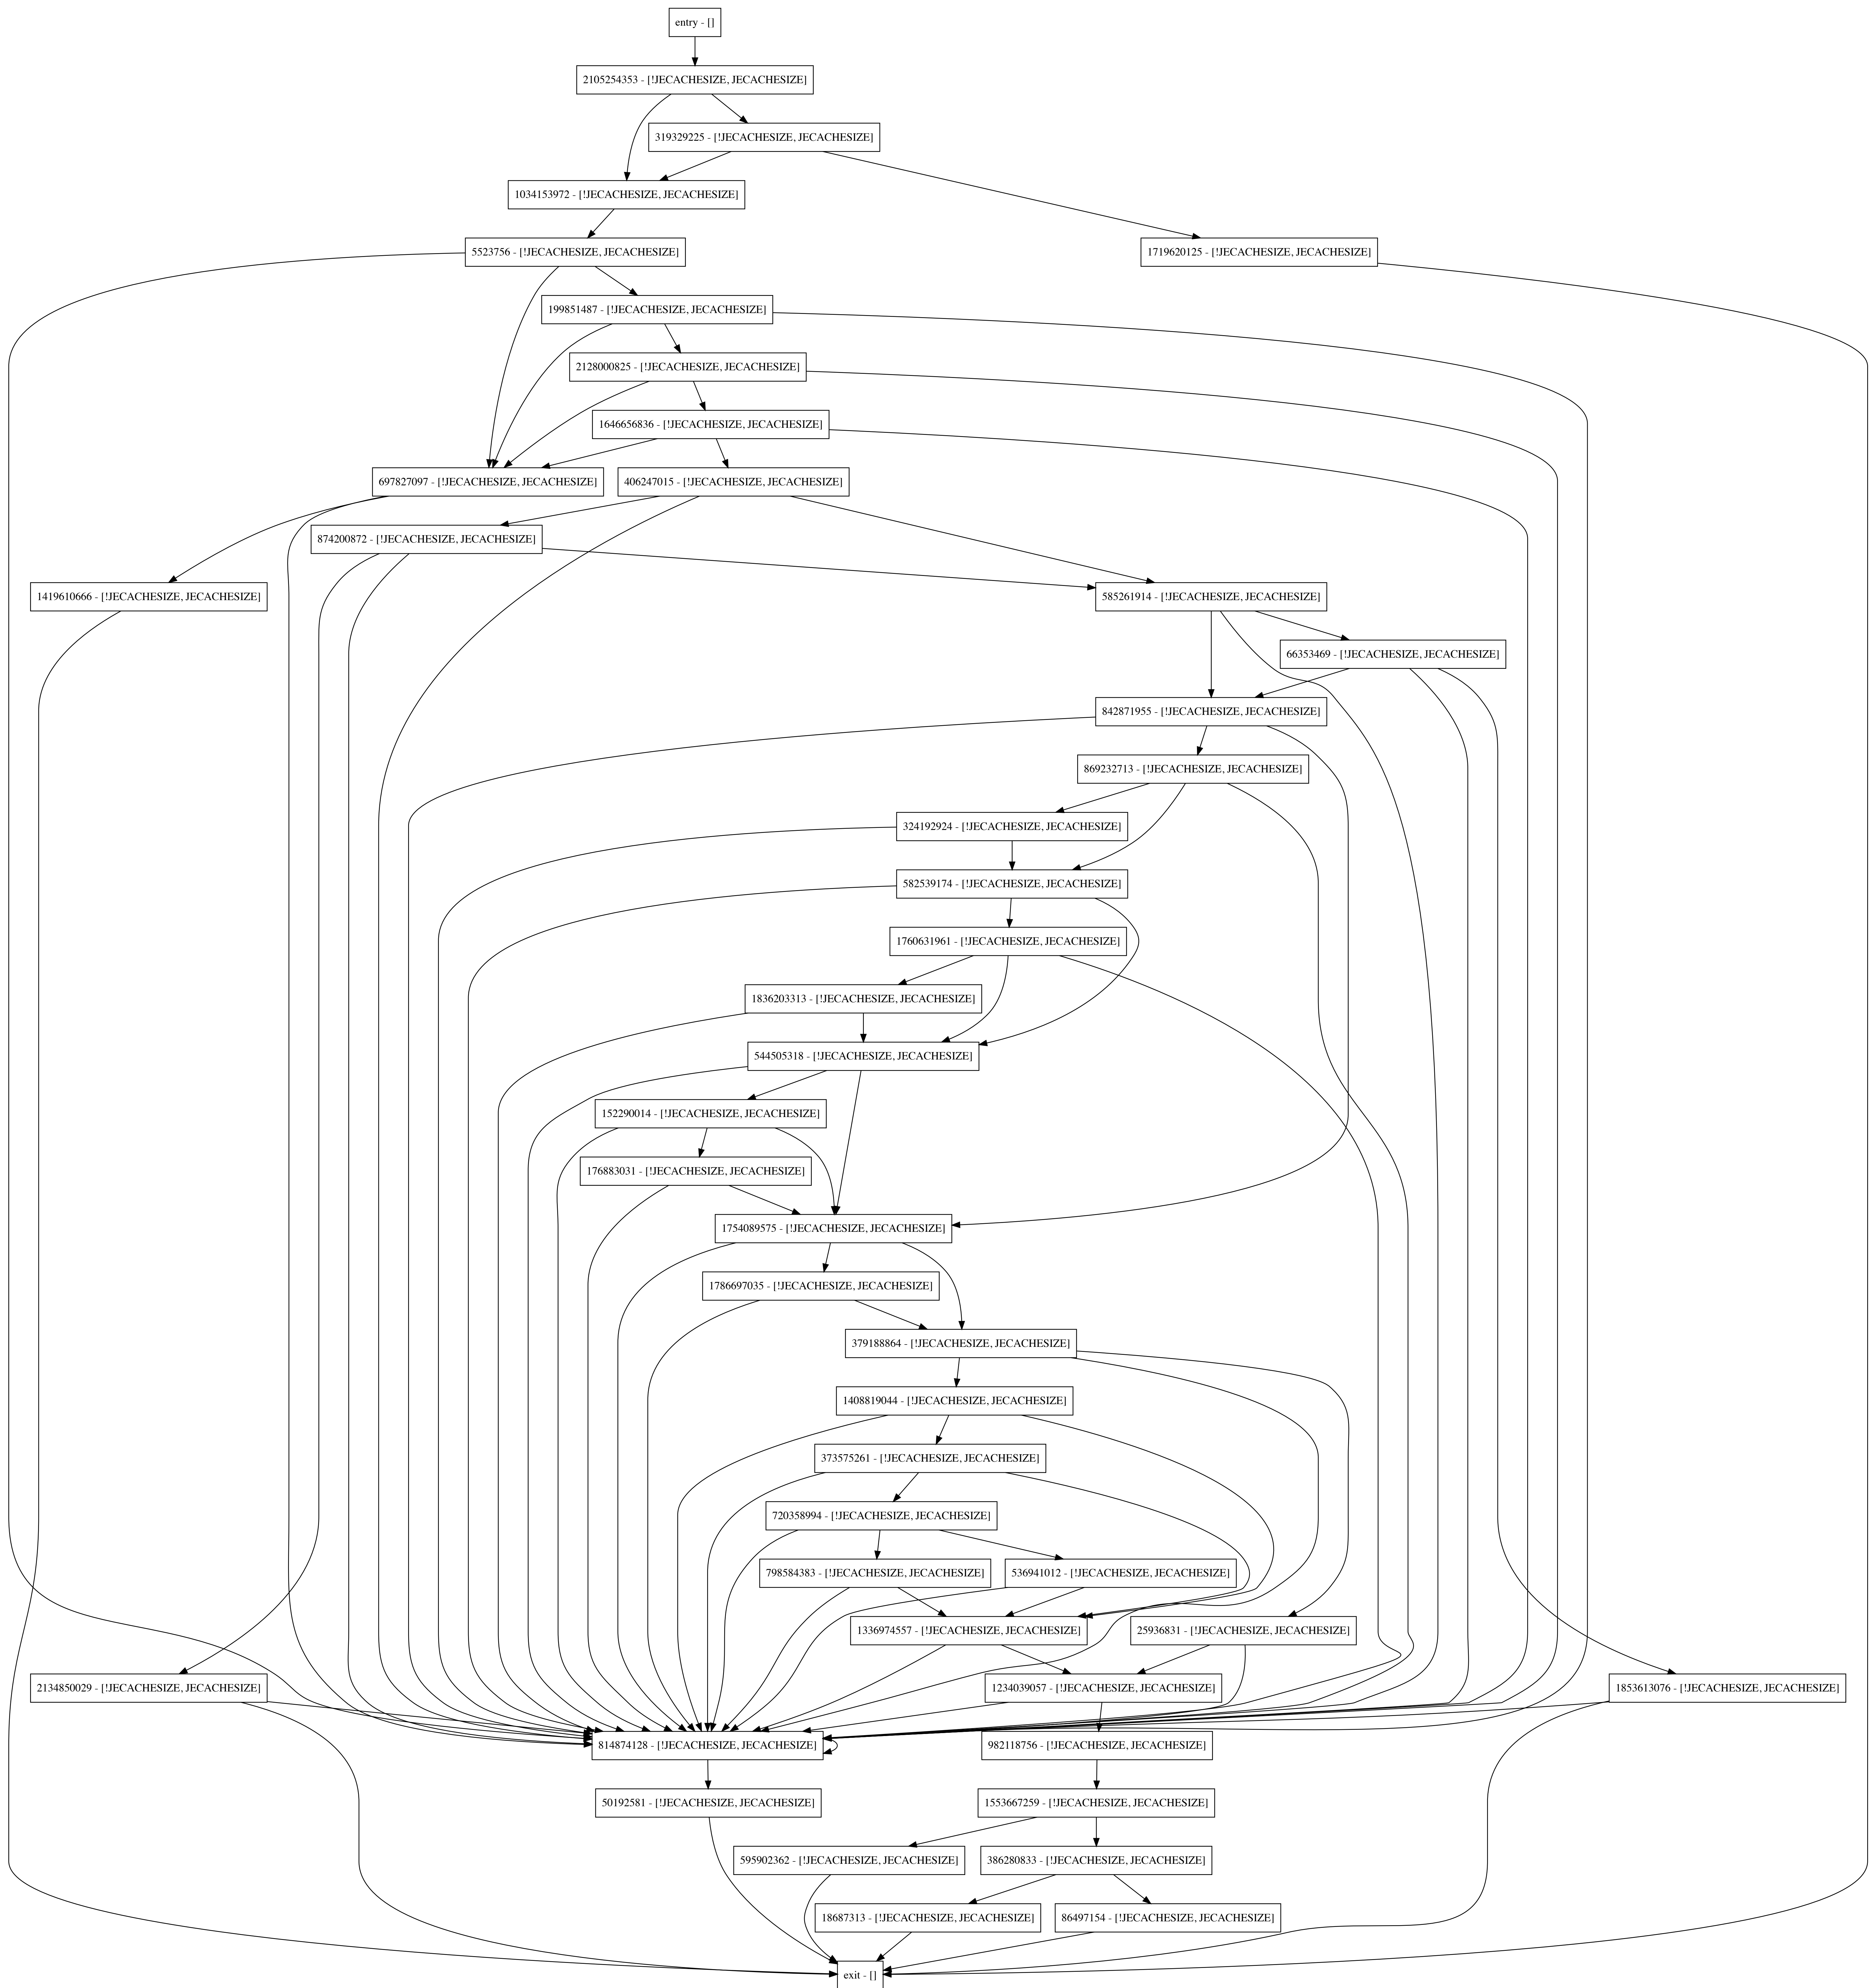 entry - []
2105254353 - [!JECACHESIZE, JECACHESIZE]
319329225 - [!JECACHESIZE, JECACHESIZE]
1034153972 - [!JECACHESIZE, JECACHESIZE]
5523756 - [!JECACHESIZE, JECACHESIZE]
1719620125 - [!JECACHESIZE, JECACHESIZE]
199851487 - [!JECACHESIZE, JECACHESIZE]
2128000825 - [!JECACHESIZE, JECACHESIZE]
1646656836 - [!JECACHESIZE, JECACHESIZE]
697827097 - [!JECACHESIZE, JECACHESIZE]
406247015 - [!JECACHESIZE, JECACHESIZE]
874200872 - [!JECACHESIZE, JECACHESIZE]
1419610666 - [!JECACHESIZE, JECACHESIZE]
585261914 - [!JECACHESIZE, JECACHESIZE]
66353469 - [!JECACHESIZE, JECACHESIZE]
842871955 - [!JECACHESIZE, JECACHESIZE]
869232713 - [!JECACHESIZE, JECACHESIZE]
324192924 - [!JECACHESIZE, JECACHESIZE]
582539174 - [!JECACHESIZE, JECACHESIZE]
1760631961 - [!JECACHESIZE, JECACHESIZE]
1836203313 - [!JECACHESIZE, JECACHESIZE]
544505318 - [!JECACHESIZE, JECACHESIZE]
152290014 - [!JECACHESIZE, JECACHESIZE]
176883031 - [!JECACHESIZE, JECACHESIZE]
1754089575 - [!JECACHESIZE, JECACHESIZE]
1786697035 - [!JECACHESIZE, JECACHESIZE]
379188864 - [!JECACHESIZE, JECACHESIZE]
1408819044 - [!JECACHESIZE, JECACHESIZE]
373575261 - [!JECACHESIZE, JECACHESIZE]
720358994 - [!JECACHESIZE, JECACHESIZE]
798584383 - [!JECACHESIZE, JECACHESIZE]
536941012 - [!JECACHESIZE, JECACHESIZE]
1336974557 - [!JECACHESIZE, JECACHESIZE]
25936831 - [!JECACHESIZE, JECACHESIZE]
2134850029 - [!JECACHESIZE, JECACHESIZE]
1234039057 - [!JECACHESIZE, JECACHESIZE]
1853613076 - [!JECACHESIZE, JECACHESIZE]
814874128 - [!JECACHESIZE, JECACHESIZE]
982118756 - [!JECACHESIZE, JECACHESIZE]
50192581 - [!JECACHESIZE, JECACHESIZE]
1553667259 - [!JECACHESIZE, JECACHESIZE]
595902362 - [!JECACHESIZE, JECACHESIZE]
386280833 - [!JECACHESIZE, JECACHESIZE]
18687313 - [!JECACHESIZE, JECACHESIZE]
86497154 - [!JECACHESIZE, JECACHESIZE]
exit - []